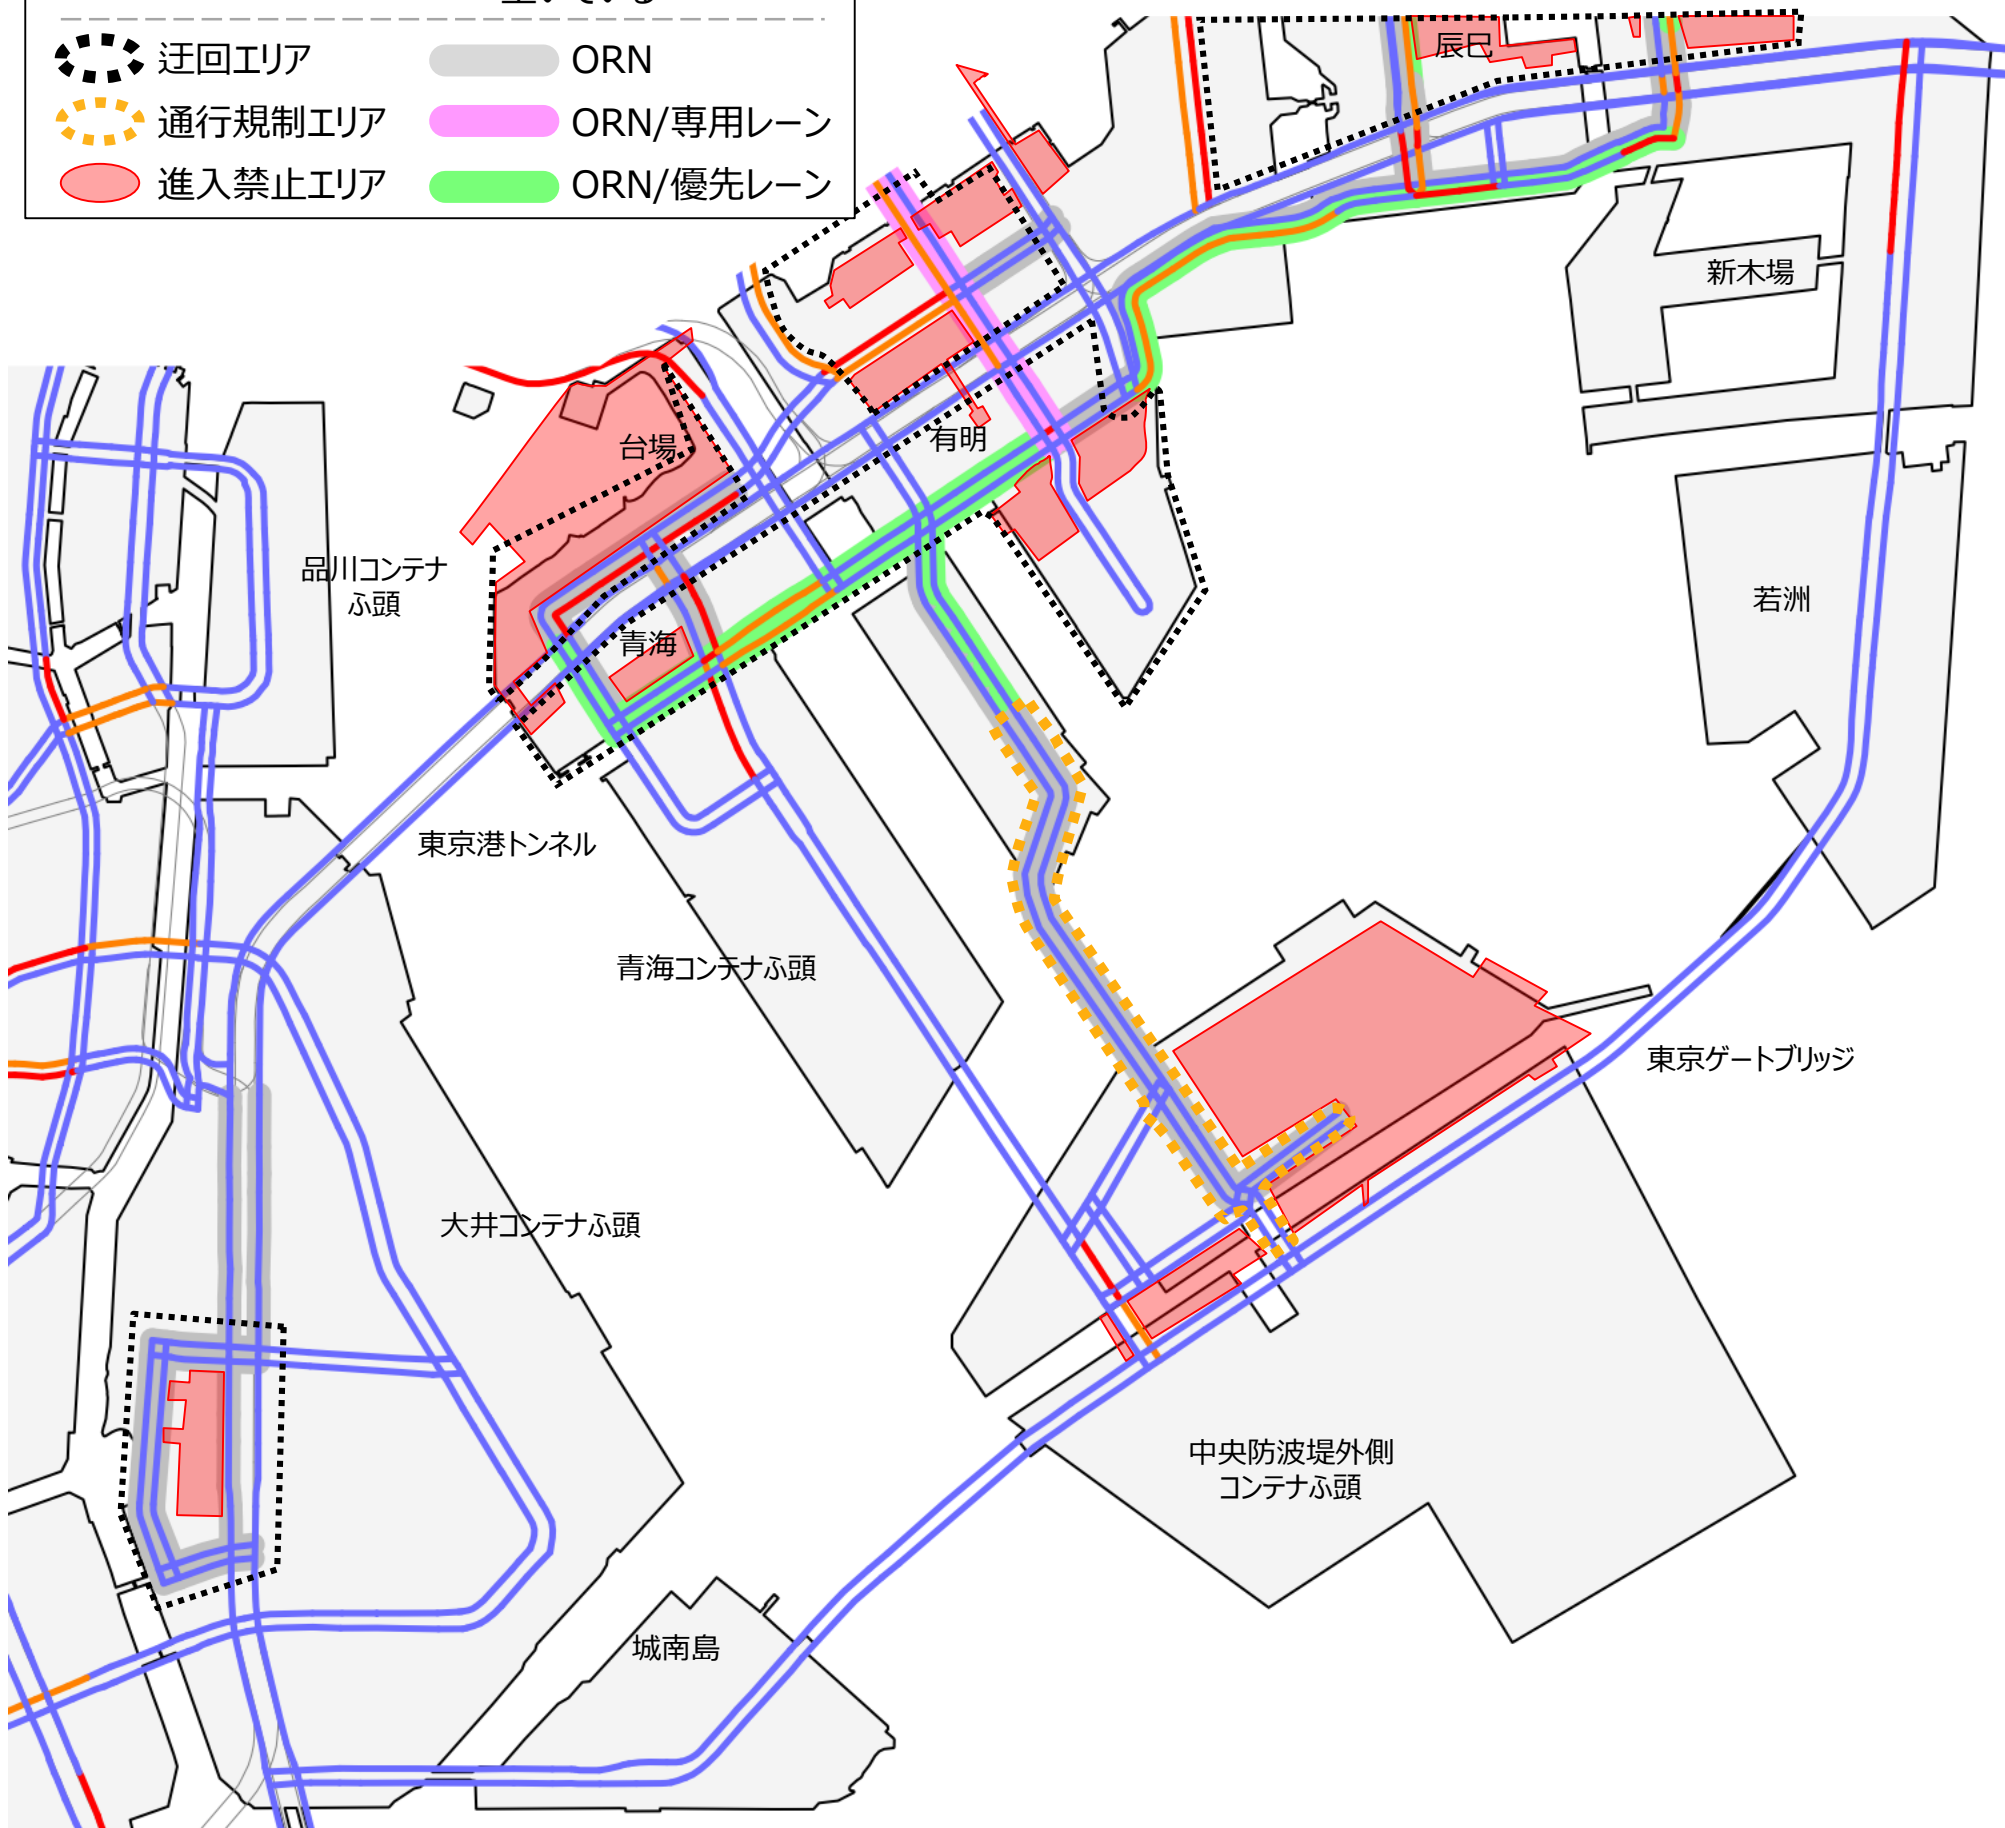 空いている
迂回エリア
ORN
通行規制エリア
ORN/専用レーン
進入禁止エリア
ORN/優先レーン
辰巳
新木場
台場
有明
品川コンテナ
ふ頭
青海
若洲
東京港トンネル
青海コンテナふ頭
東京ゲートブリッジ
大井コンテナふ頭
中央防波堤外側
コンテナふ頭
城南島